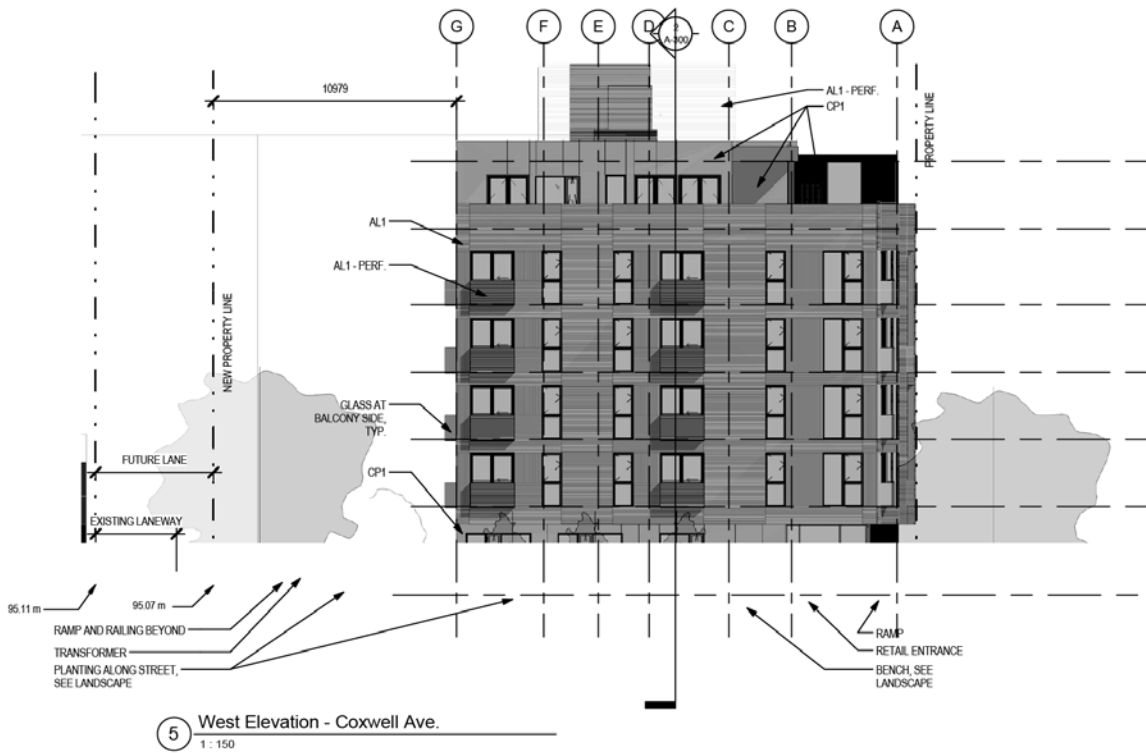 G F E D C B A
2
A-300
10979
AL1 - PERF.
CP1
PROPERTY LINE
AL1
AL1 - PERF.
NEW PROPERTY LINE
GLASS AT
BALCONY SIDE,
TYP.
FUTURE LANE
CP1
EXISTING LANEWAY
95.11 m
95.07 m
RAMP AND RAILING BEYOND
TRANSFORMER
PLANTING ALONG STREET,
SEE LANDSCAPE
RAMP
RETAIL ENTRANCE
BENCH, SEE
LANDSCAPE
5
West Elevation - Coxwell Ave.
1 : 150